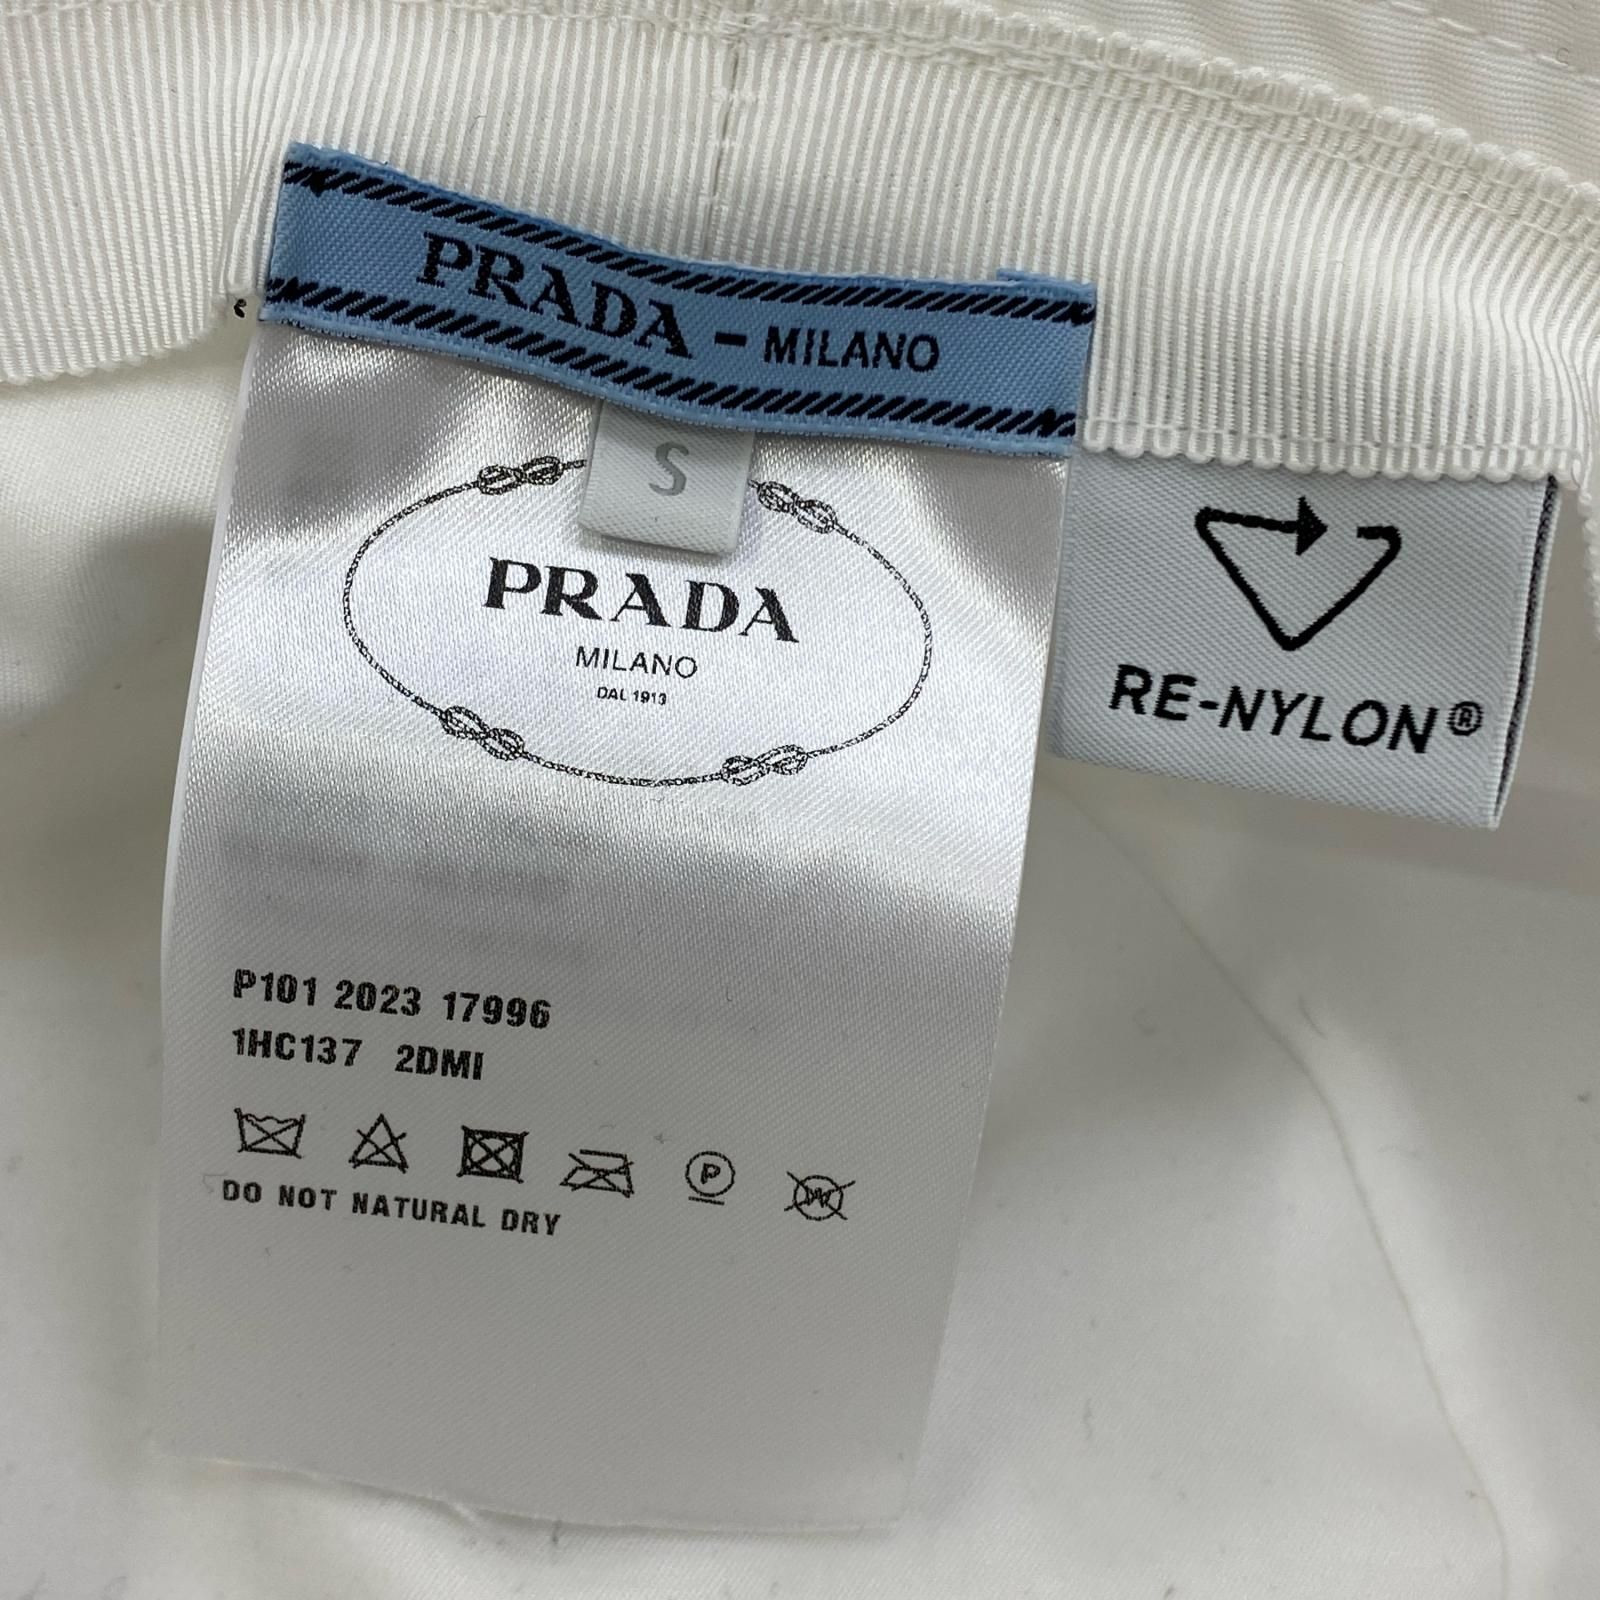 PRADA - MILANO
S
PRADA
MILANO
DAL 1913
RE-NYLON®
P101 2023 17996
1HC137 2DMI
P
W
DO NOT NATURAL DRY